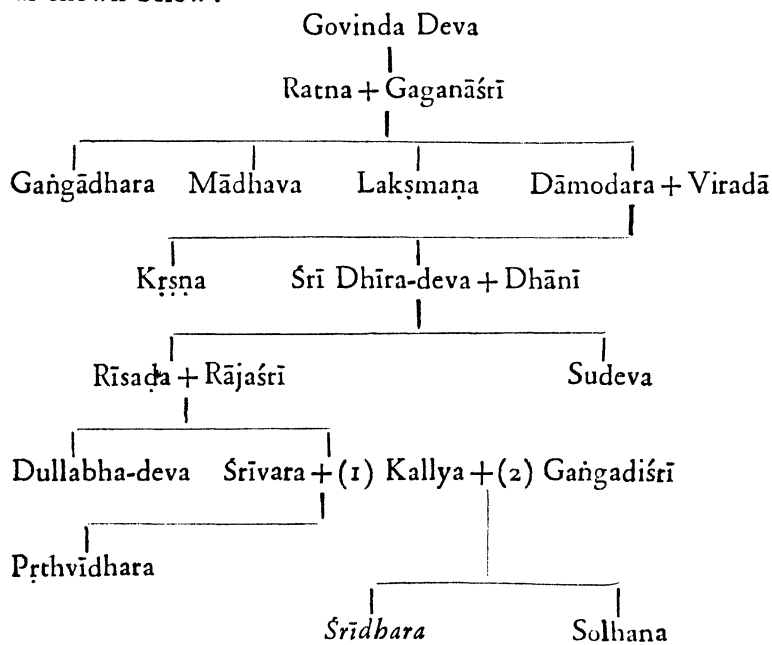 Govinda Deva
Ratna + Gaganāśrī
Gaṅgādhara Mādhava Lakṣmaṇa Dāmodara + Viradā
Kṛṣṇa Śrī Dhīra-deva + Dhānī
Rīsaḍa + Rājaśrī Sudeva
Dullabha-deva Śrīvara + (1) Kallya + (2) Gaṅgadiśrī
Pṛthvīdhara
Śrīdhara Solhana